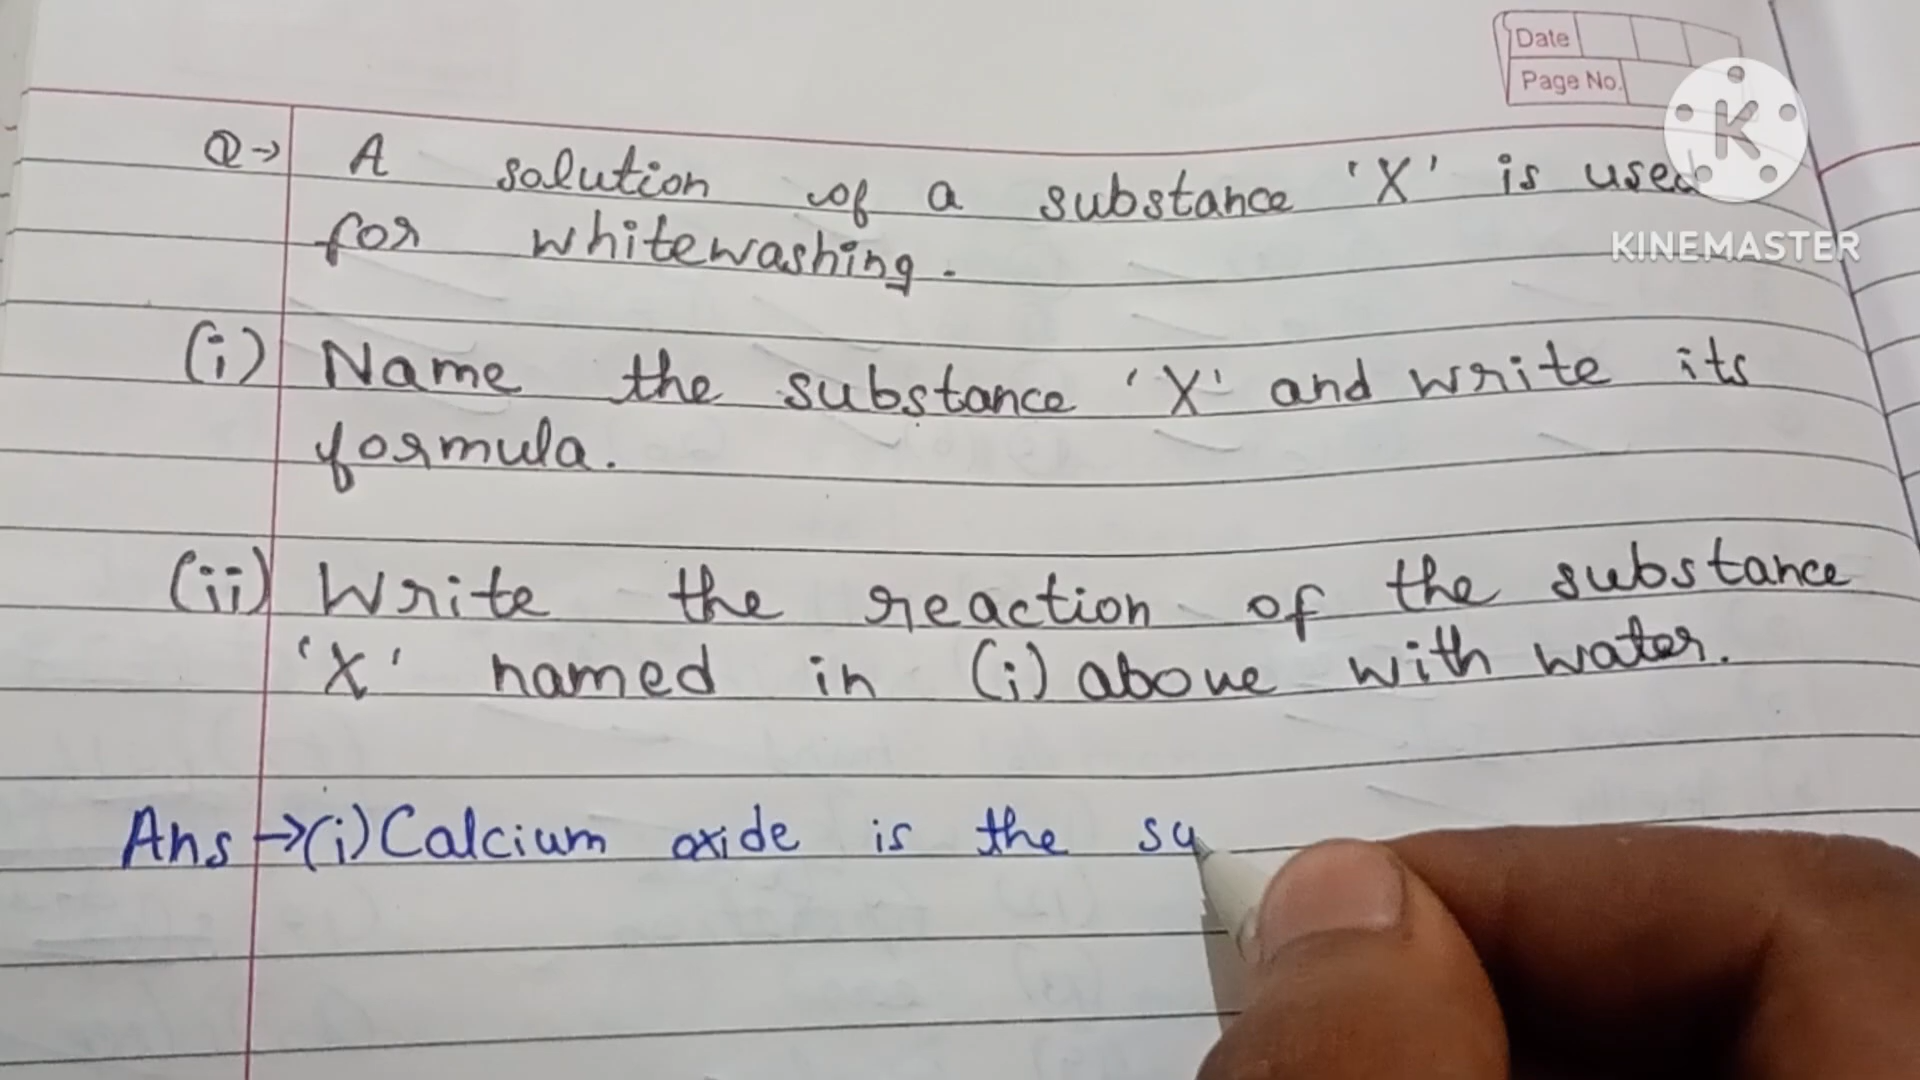 Date
Page No.
KINEMASTER
Q→ A solution of a substance 'X' is used
for whitewashing.
(i) Name the substance 'X' and write its
formula.
(ii) Write the reaction of the substance
'X' named in (i) above with water.
Ans→(i) Calcium oxide is the su